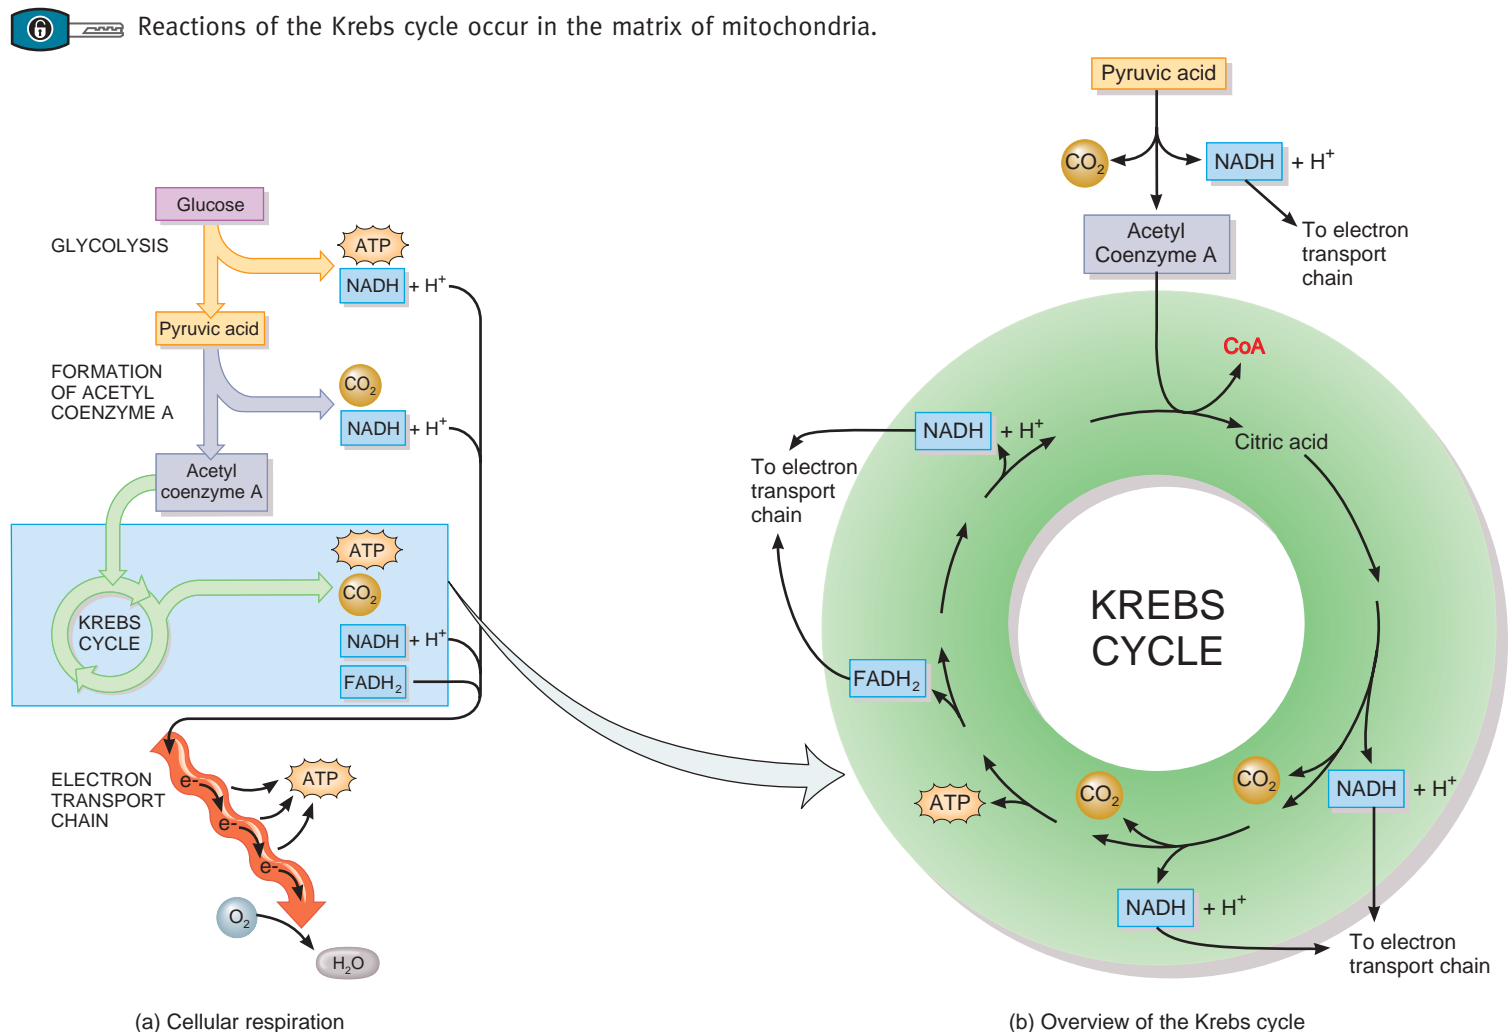 Reactions of the Krebs cycle occur in the matrix of mitochondria.
Glucose
GLYCOLYSIS
ATP
NADH + H+
Pyruvic acid
FORMATION
OF ACETYL
COENZYME A
CO2
NADH + H+
Acetyl
coenzyme A
ATP
CO2
KREBS
CYCLE
NADH + H+
FADH2
ELECTRON
TRANSPORT
CHAIN
e-
e-
e-
ATP
O2
H2O
(a) Cellular respiration
Pyruvic acid
CO2
NADH + H+
To electron
transport
chain
Acetyl
Coenzyme A
CoA
Citric acid
NADH + H+
To electron
transport
chain
FADH2
KREBS
CYCLE
ATP
CO2
CO2
NADH + H+
NADH + H+
To electron
transport chain
(b) Overview of the Krebs cycle